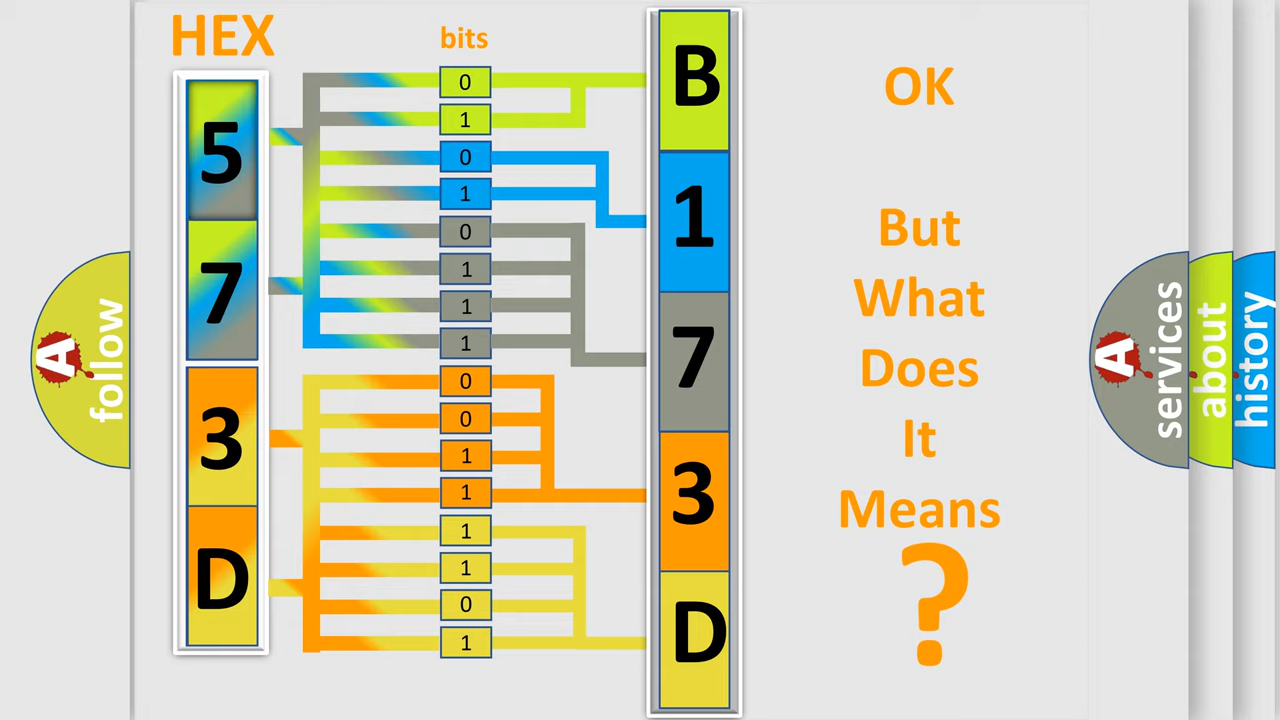 HEX
bits
5
7
3
D
0
1
0
1
0
1
1
1
0
0
1
1
1
1
0
1
B
1
7
3
D
OK
But
What
Does
It
Means
?
A
follow
A
services
about
history